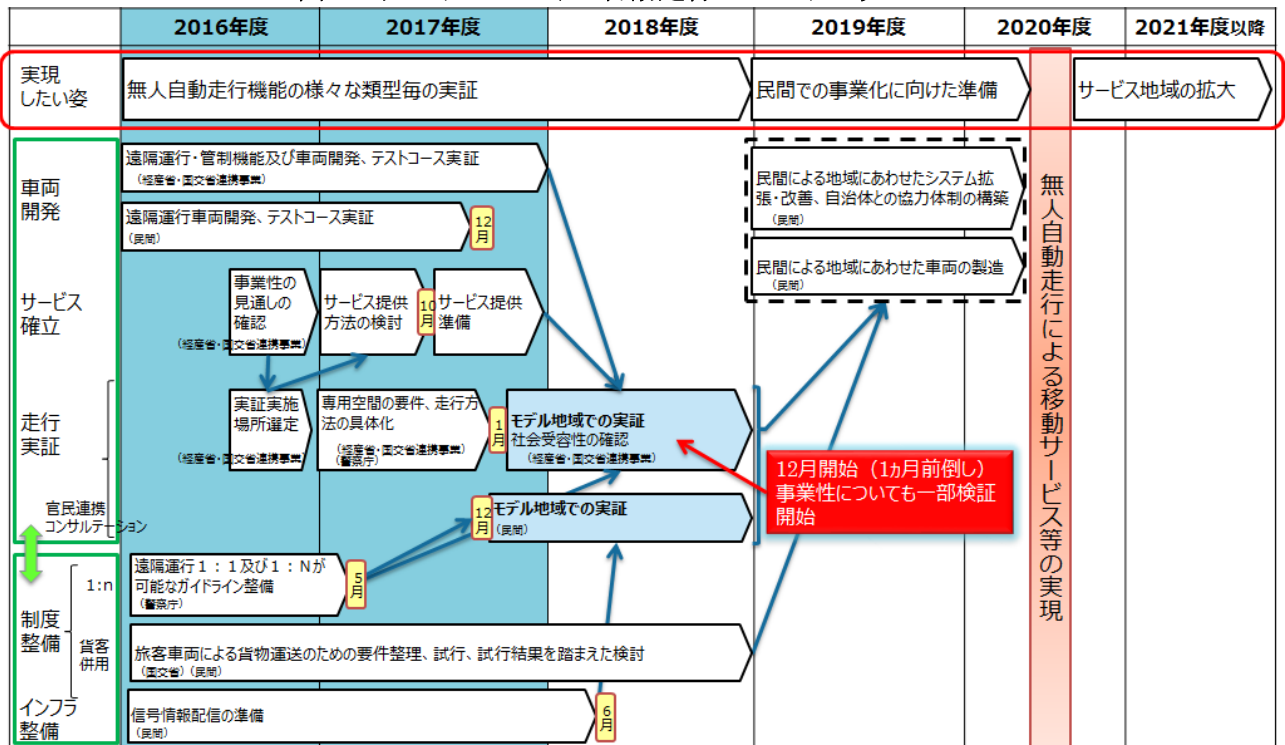 2016年度
2017年度
2018年度
2019年度
2020年度
2021年度以降
実現
したい姿
無人自動走行機能の様々な類型毎の実証
民間での事業化に向けた準備
サービス地域の拡大
車両
開発
遠隔運行・管制機能及び車両開発、テストコース実証
(経産省・国交省連携事業)
遠隔運行車両開発、テストコース実証
(民間)
12
月
民間による地域にあわせたシステム拡
張・改善、自治体との協力体制の構築
(民間)
民間による地域にあわせた車両の製造
(民間)
無人自動走行による移動サービス等の実現
サービス
確立
事業性の
見通しの
確認
(経産省・国交省連携事業)
サービス提供
方法の検討
10
月
サービス提供
準備
走行
実証
実証実施
場所選定
(経産省・国交省連携事業)
専用空間の要件、走行方
法の具体化
(経産省・国交省連携事業)
(警察庁)
1
月
モデル地域での実証
社会受容性の確認
(経産省・国交省連携事業)
12月開始（1ヵ月前倒し）
事業性についても一部検証
開始
官民連携
コンサルテーション
12
月
モデル地域での実証
(民間)
制度
整備
1:n
遠隔運行１：１及び１：Ｎが
可能なガイドライン整備
(警察庁)
5
月
貨客
併用
旅客車両による貨物運送のための要件整理、試行、試行結果を踏まえた検討
(国交省)(民間)
インフラ
整備
信号情報配信の準備
(民間)
6
月